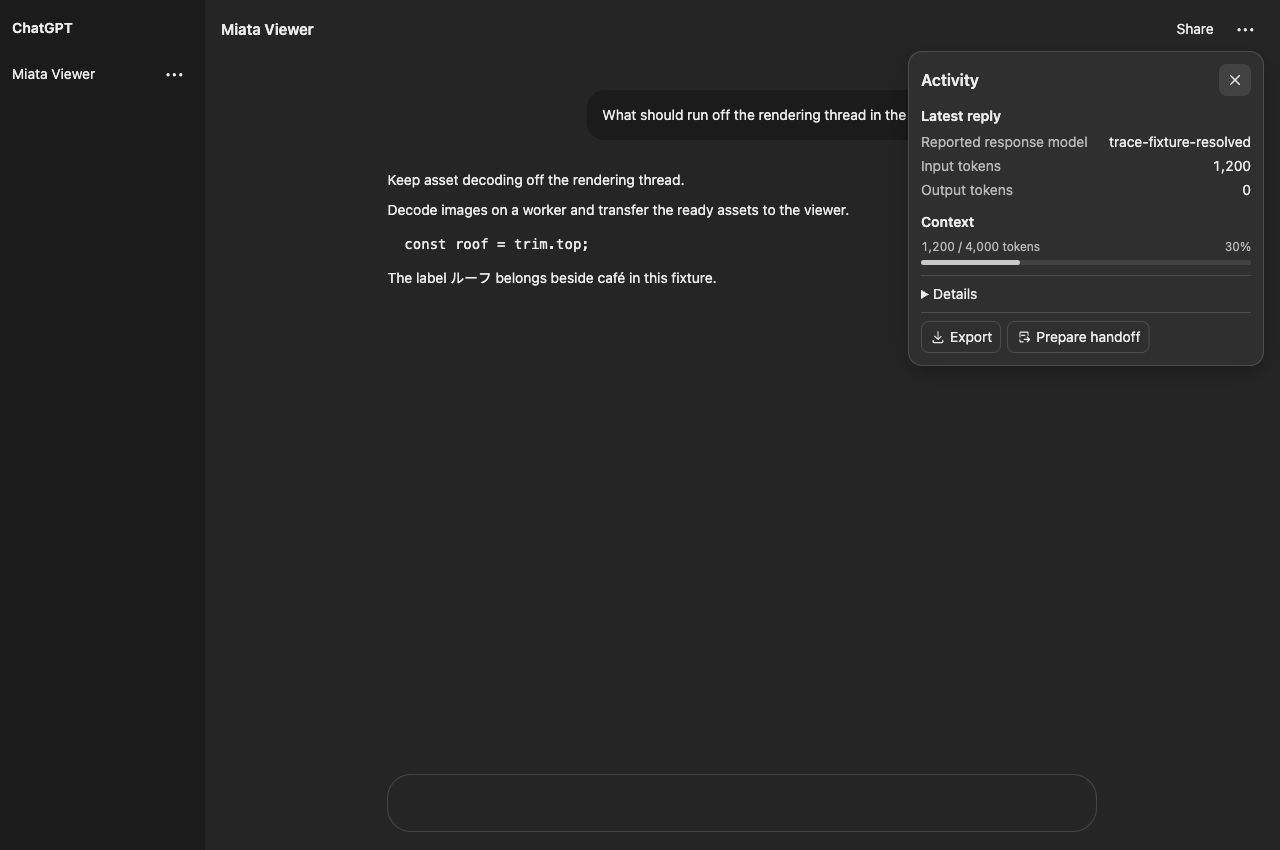 ChatGPT
Miata Viewer
Miata Viewer
Share
What should run off the rendering thread in the
Keep asset decoding off the rendering thread.
Decode images on a worker and transfer the ready assets to the viewer.
const roof = trim.top;
The label ルーフ belongs beside café in this fixture.
Activity
Latest reply
Reported response model trace-fixture-resolved
Input tokens 1,200
Output tokens 0
Context
1,200 / 4,000 tokens 30%
Details
Export Prepare handoff